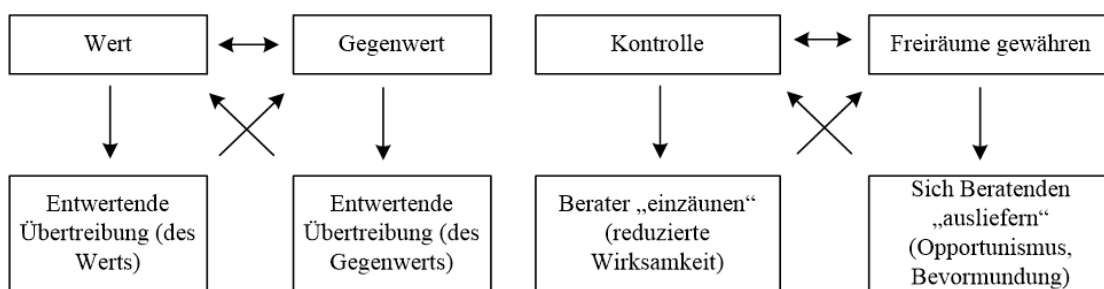 Wert
Gegenwert
Kontrolle
Freiräume gewähren
Entwertende
Übertreibung (des
Werts)
Entwertende
Übertreibung (des
Gegenwerts)
Berater „einzäunen“
(reduzierte
Wirksamkeit)
Sich Beratenden
„ausliefern“
(Opportunismus,
Bevormundung)